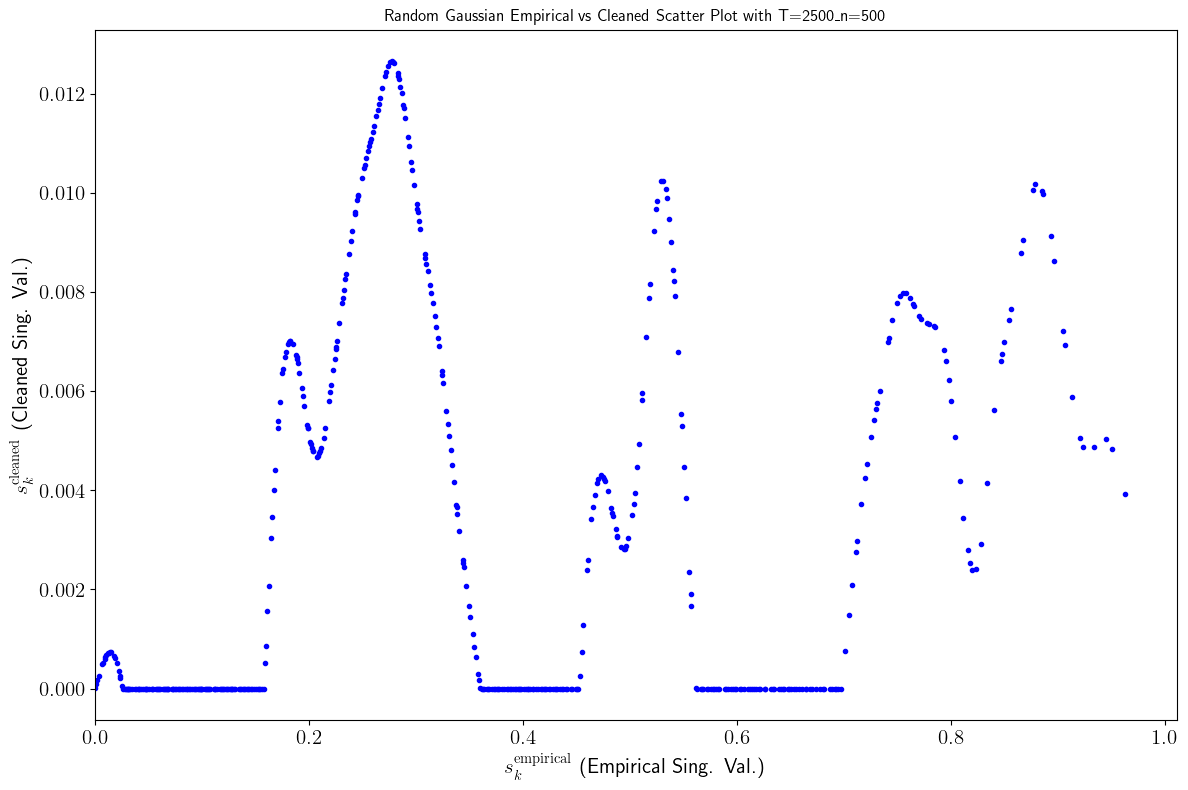 Random Gaussian Empirical vs Cleaned Scatter Plot with T=2500_n=500
0.012
0.010
0.008
0.006
0.004
0.002
0.000
s_k^cleaned (Cleaned Sing. Val.)
0.0 0.2 0.4 0.6 0.8 1.0
s_k^empirical (Empirical Sing. Val.)